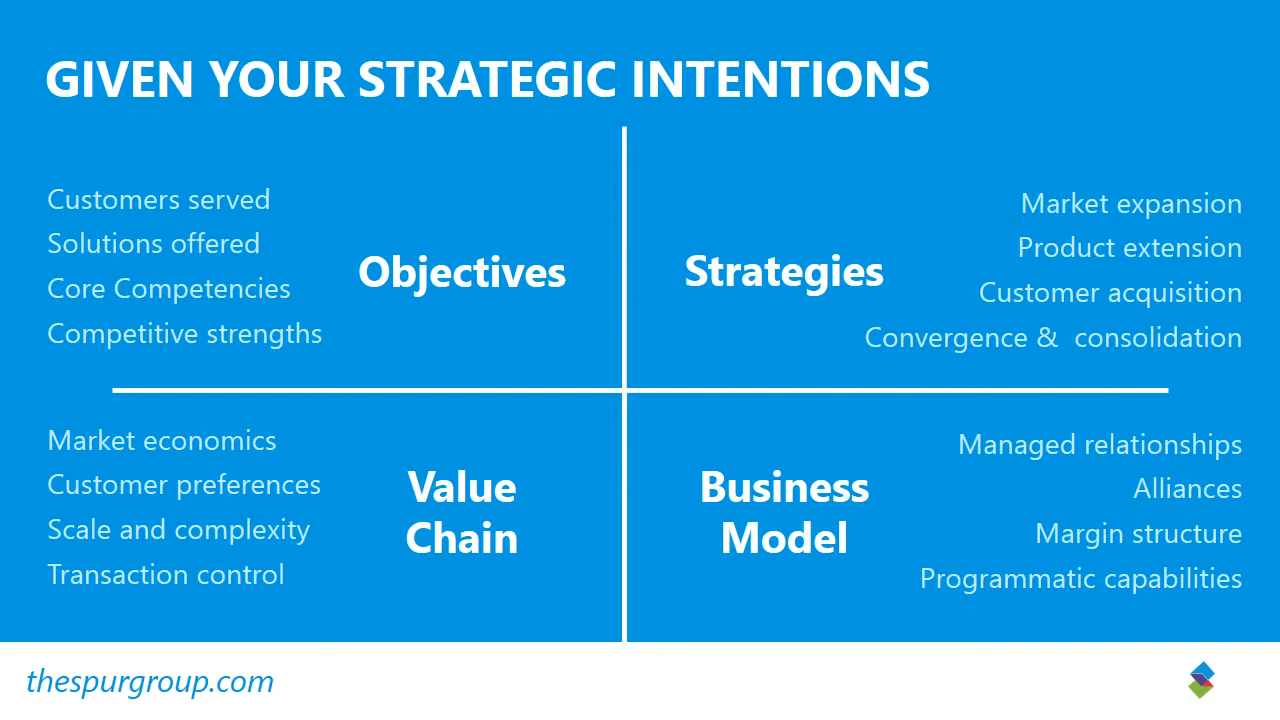 GIVEN YOUR STRATEGIC INTENTIONS
Customers served
Solutions offered
Core Competencies
Competitive strengths
Objectives
Strategies
Market expansion
Product extension
Customer acquisition
Convergence &  consolidation
Market economics
Customer preferences
Scale and complexity
Transaction control
Value
Chain
Business
Model
Managed relationships
Alliances
Margin structure
Programmatic capabilities
thespurgroup.com